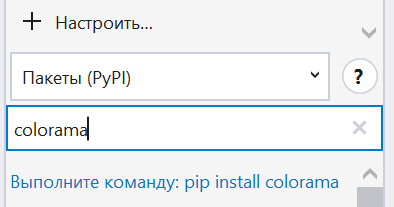 + Настроить...
Пакеты (PyPI)
?
colorama
Выполните команду: pip install colorama